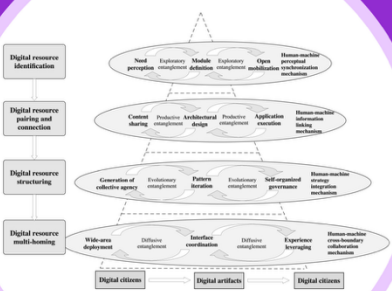 Digital resource
identification
Need
perception
Exploratory
entanglement
Module
definition
Exploratory
entanglement
Open
mobilization
Human-machine
perceptual
synchronization
mechanism
Digital resource
pairing and
connection
Content
sharing
Productive
entanglement
Architectural
design
Productive
entanglement
Application
execution
Human-machine
information
linking
mechanism
Digital resource
structuring
Generation of
collective agency
Evolutionary
entanglement
Pattern
iteration
Evolutionary
entanglement
Self-organized
governance
Human-machine
strategy
integration
mechanism
Digital resource
multi-homing
Wide-area
deployment
Diffusive
entanglement
Interface
coordination
Diffusive
entanglement
Experience
leveraging
Human-machine
cross-boundary
collaboration
mechanism
Digital citizens
Digital artifacts
Digital citizens